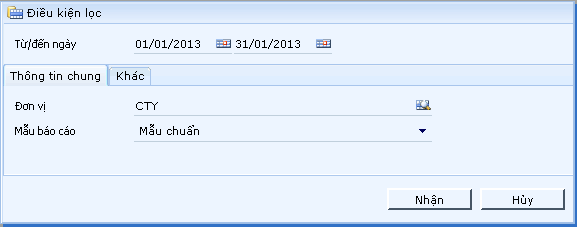 Điều kiện lọc
Từ/đến ngày 01/01/2013 31/01/2013
Thông tin chung Khác
Đơn vị CTY
Mẫu báo cáo Mẫu chuẩn
Nhận Hủy